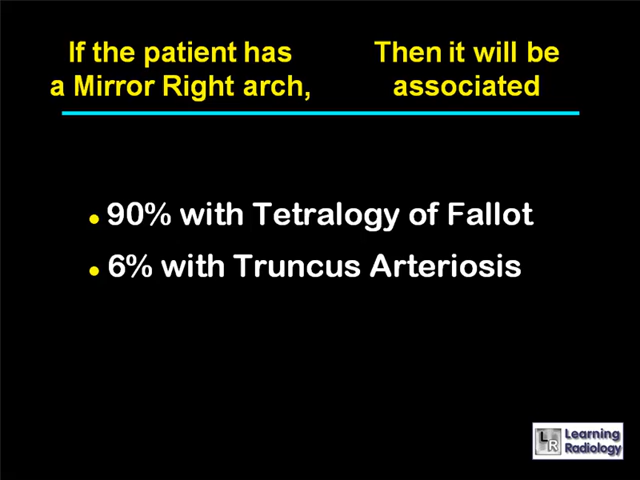 If the patient has
a Mirror Right arch,
Then it will be
associated
• 90% with Tetralogy of Fallot
• 6% with Truncus Arteriosis
LR Learning
Radiology